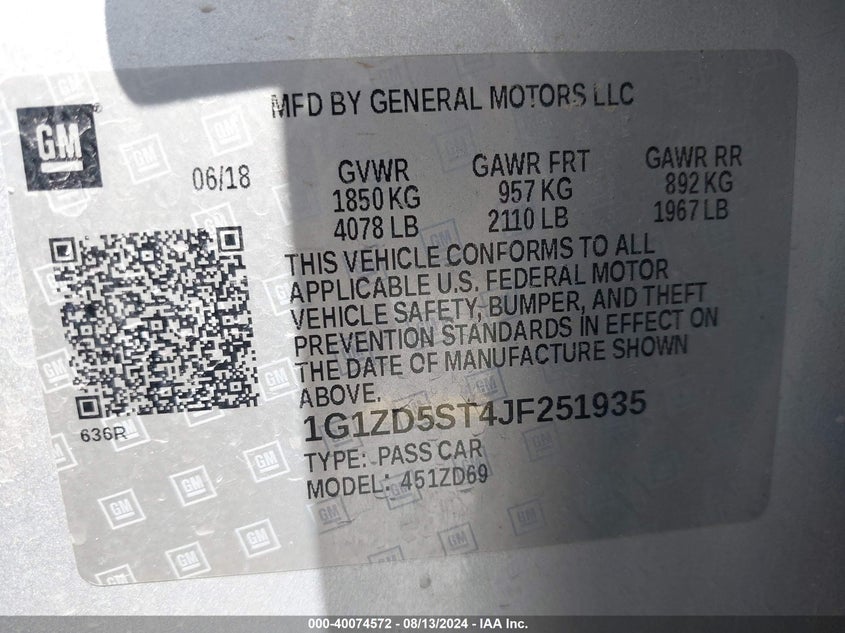 GM
®
MFD BY GENERAL MOTORS LLC
06/18
GVWR
1850 KG
4078 LB
GAWR FRT
957 KG
2110 LB
GAWR RR
892 KG
1967 LB
THIS VEHICLE CONFORMS TO ALL
APPLICABLE U.S. FEDERAL MOTOR
VEHICLE SAFETY, BUMPER, AND THEFT
PREVENTION STANDARDS IN EFFECT ON
THE DATE OF MANUFACTURE SHOWN
ABOVE.
636R
1G1ZD5ST4JF251935
TYPE: PASS CAR
MODEL: 451ZD69
000-40074572 - 08/13/2024 - IAA Inc.